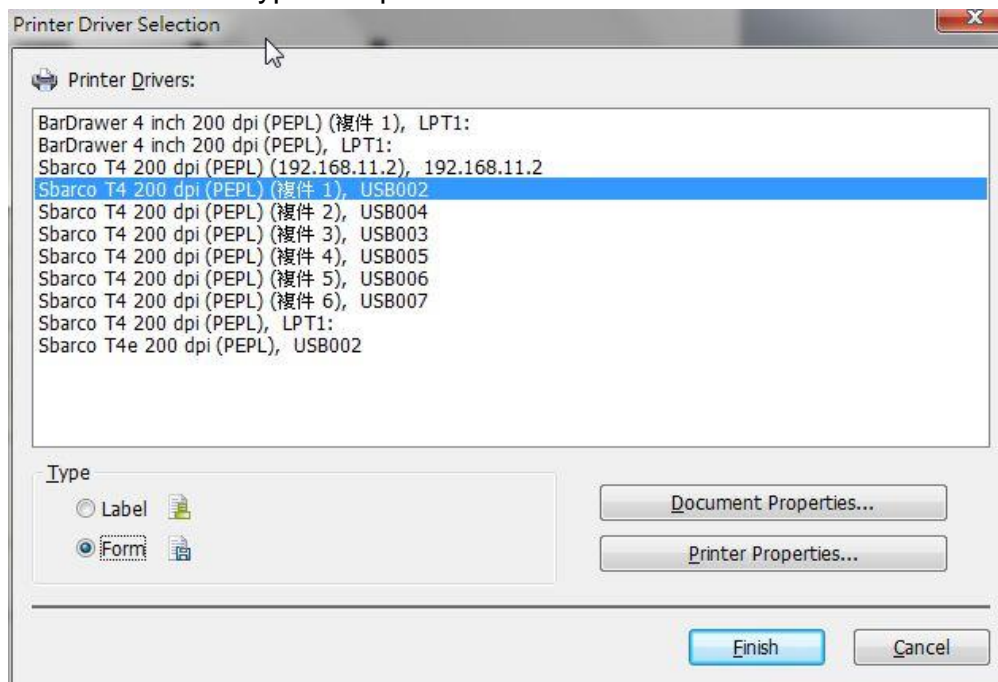 Printer Driver Selection
Printer Drivers:
BarDrawer 4 inch 200 dpi (PEPL) (複件 1), LPT1:
BarDrawer 4 inch 200 dpi (PEPL), LPT1:
Sbarco T4 200 dpi (PEPL) (192.168.11.2), 192.168.11.2
Sbarco T4 200 dpi (PEPL) (複件 1), USB002
Sbarco T4 200 dpi (PEPL) (複件 2), USB004
Sbarco T4 200 dpi (PEPL) (複件 3), USB003
Sbarco T4 200 dpi (PEPL) (複件 4), USB005
Sbarco T4 200 dpi (PEPL) (複件 5), USB006
Sbarco T4 200 dpi (PEPL) (複件 6), USB007
Sbarco T4 200 dpi (PEPL), LPT1:
Sbarco T4e 200 dpi (PEPL), USB002
Type
Label
Form
Document Properties...
Printer Properties...
Finish
Cancel